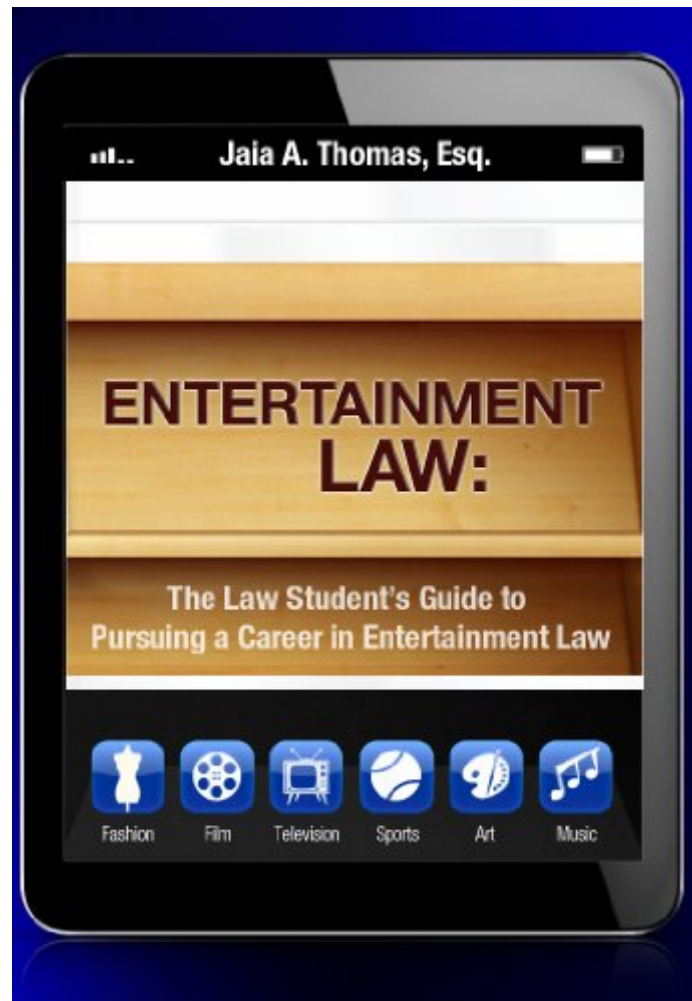 Jaia A. Thomas, Esq.
ENTERTAINMENT
LAW:
The Law Student's Guide to
Pursuing a Career in Entertainment Law
Fashion Film Television Sports Art Music